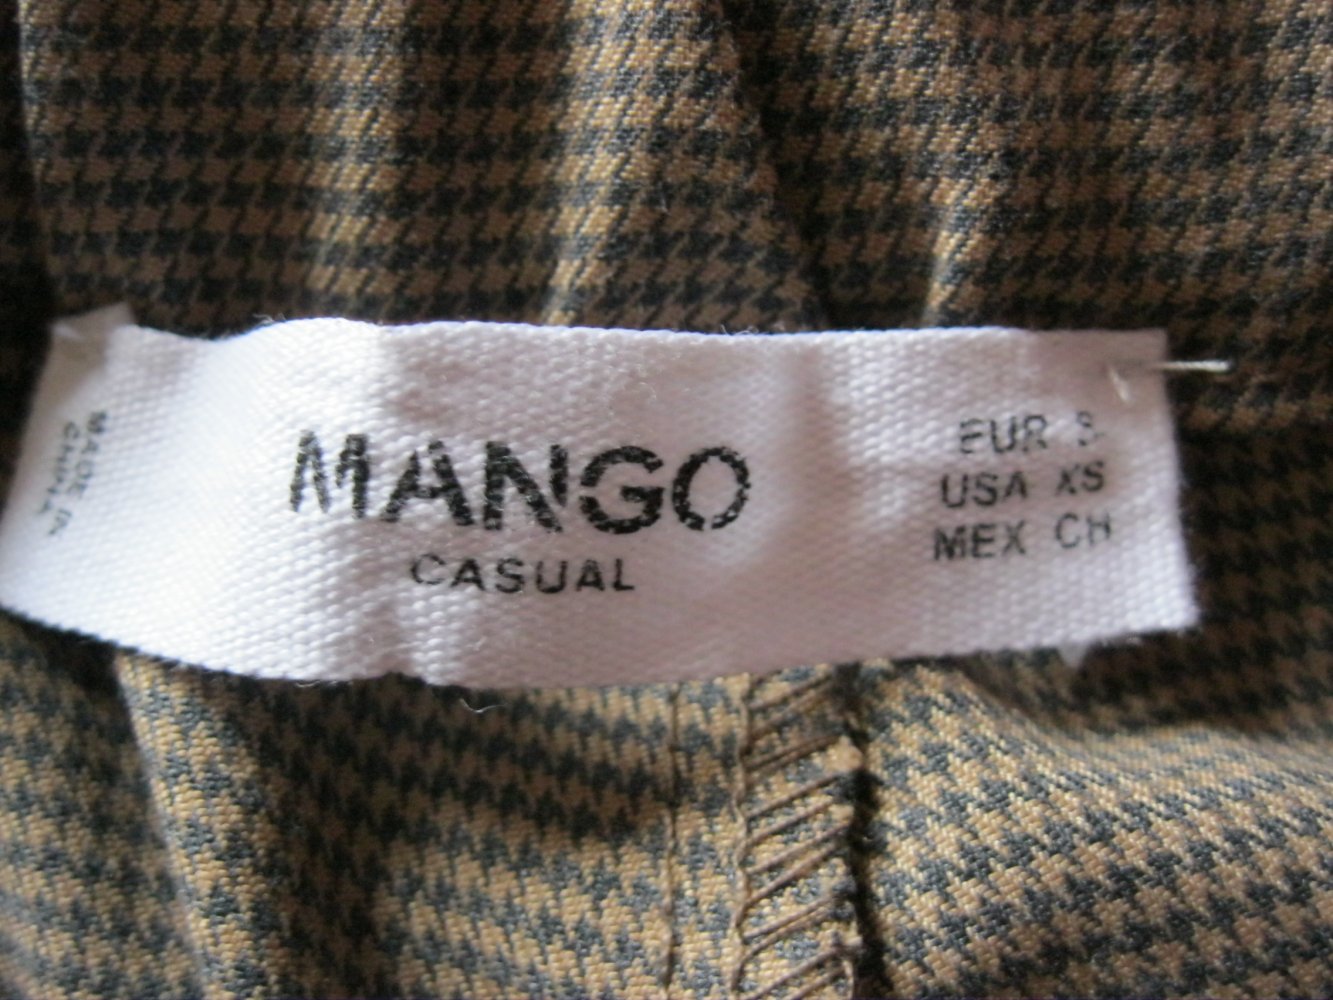 MADE IN
CHINA
MANGO
CASUAL
EUR S
USA XS
MEX CH